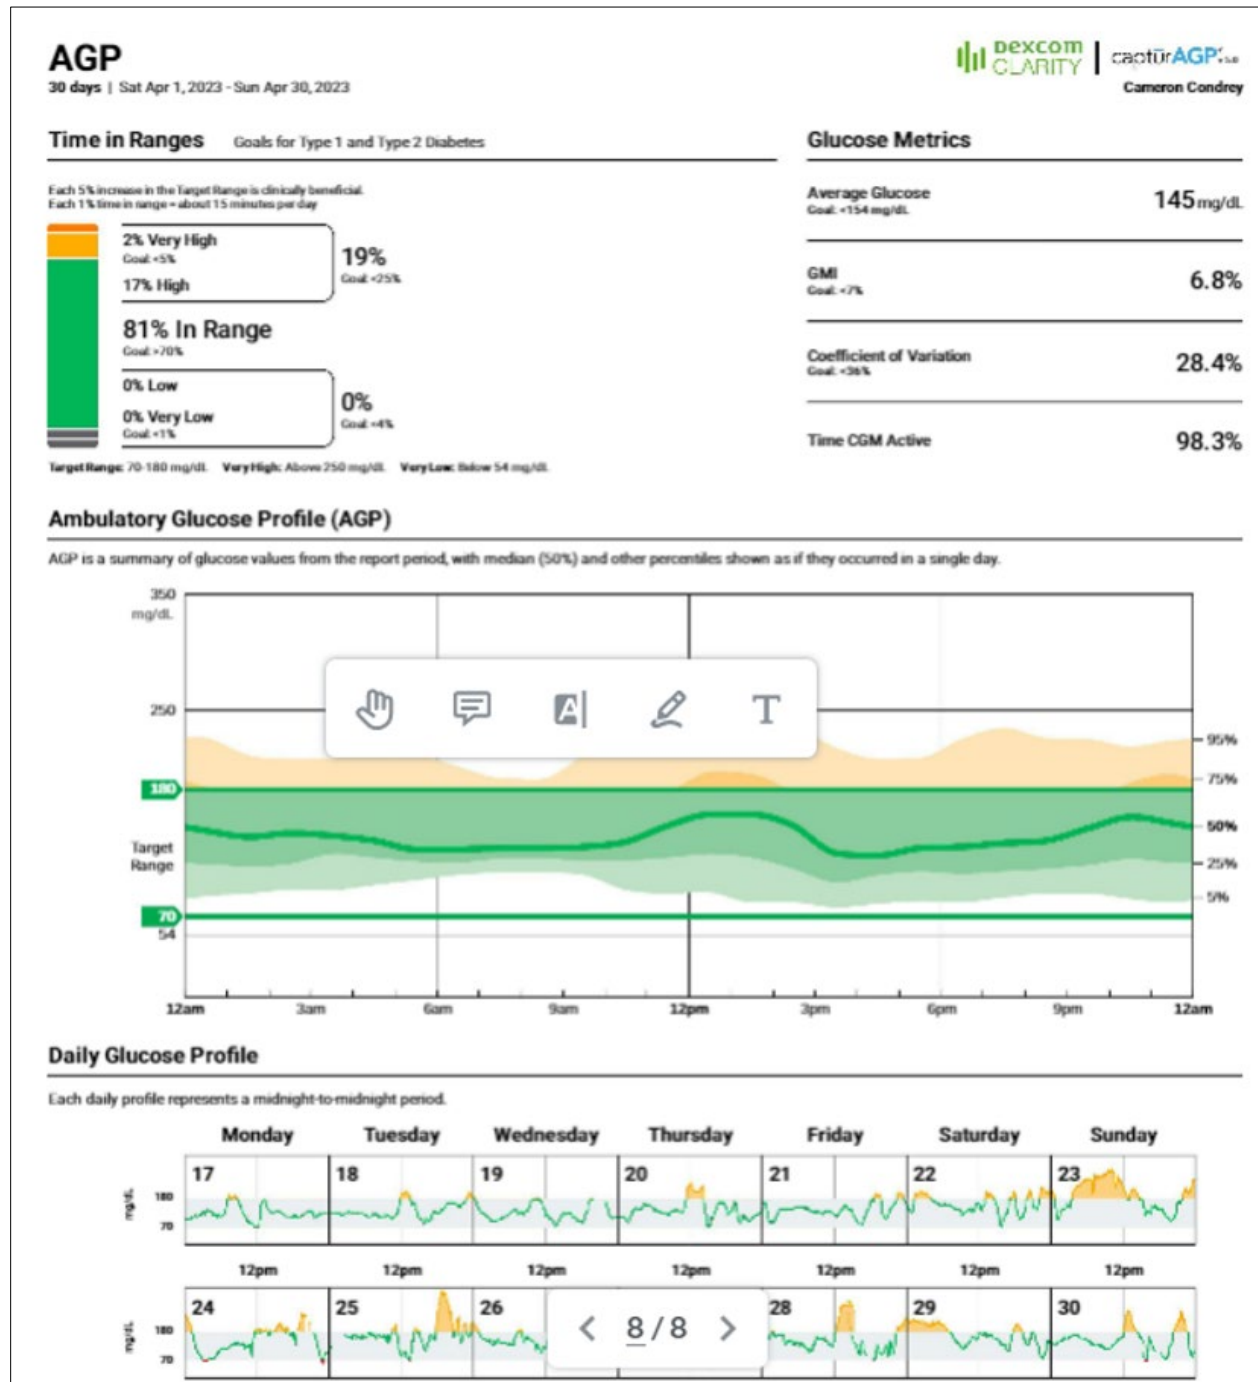 AGP
30 days | Sat Apr 1, 2023 - Sun Apr 30, 2023
Dexcom CLARITY | captūrAGP® v5.0
Cameron Condrey
Time in Ranges Goals for Type 1 and Type 2 Diabetes
Each 5% increase in the Target Range is clinically beneficial.
Each 1% time in range = about 15 minutes per day
2% Very High
Goal: <5%
17% High
19%
Goal: <25%
81% In Range
Goal: >70%
0% Low
0% Very Low
Goal: <1%
0%
Goal: <4%
Target Range: 70-180 mg/dL Very High: Above 250 mg/dL Very Low: Below 54 mg/dL
Glucose Metrics
Average Glucose
Goal: <154 mg/dL
145 mg/dL
GMI
Goal: <7%
6.8%
Coefficient of Variation
Goal: <36%
28.4%
Time CGM Active
98.3%
Ambulatory Glucose Profile (AGP)
AGP is a summary of glucose values from the report period, with median (50%) and other percentiles shown as if they occurred in a single day.
350
mg/dL
250
180
Target
Range
70
54
95%
75%
50%
25%
5%
12am 3am 6am 9am 12pm 3pm 6pm 9pm 12am
A
T
Daily Glucose Profile
Each daily profile represents a midnight-to-midnight period.
Monday Tuesday Wednesday Thursday Friday Saturday Sunday
17 18 19 20 21 22 23
mg/dL
180
70
12pm 12pm 12pm 12pm 12pm 12pm 12pm
24 25 26 28 29 30
mg/dL
180
70
8 / 8